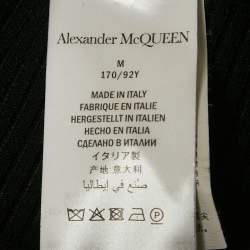 Alexander McQUEEN
M
170/92Y
MADE IN ITALY
FABRIQUE EN ITALIE
HERGESTELLT IN ITALIEN
HECHO EN ITALIA
СДЕЛАНО В ИТАЛИИ
イタリア製
产地:意大利
صنع في إيطاليا